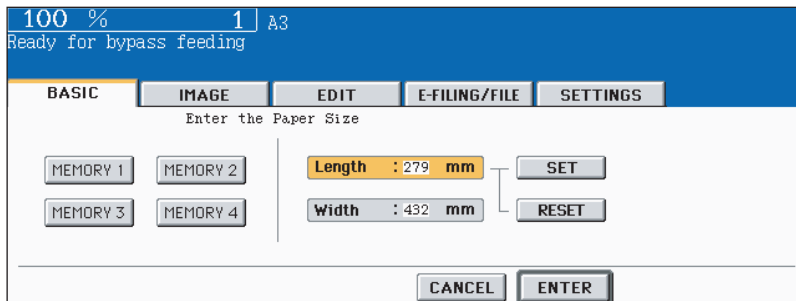 100 % 1 A3
Ready for bypass feeding
BASIC IMAGE EDIT E-FILING/FILE SETTINGS
Enter the Paper Size
MEMORY 1 MEMORY 2 Length : 279 mm SET
MEMORY 3 MEMORY 4 Width : 432 mm RESET
CANCEL ENTER